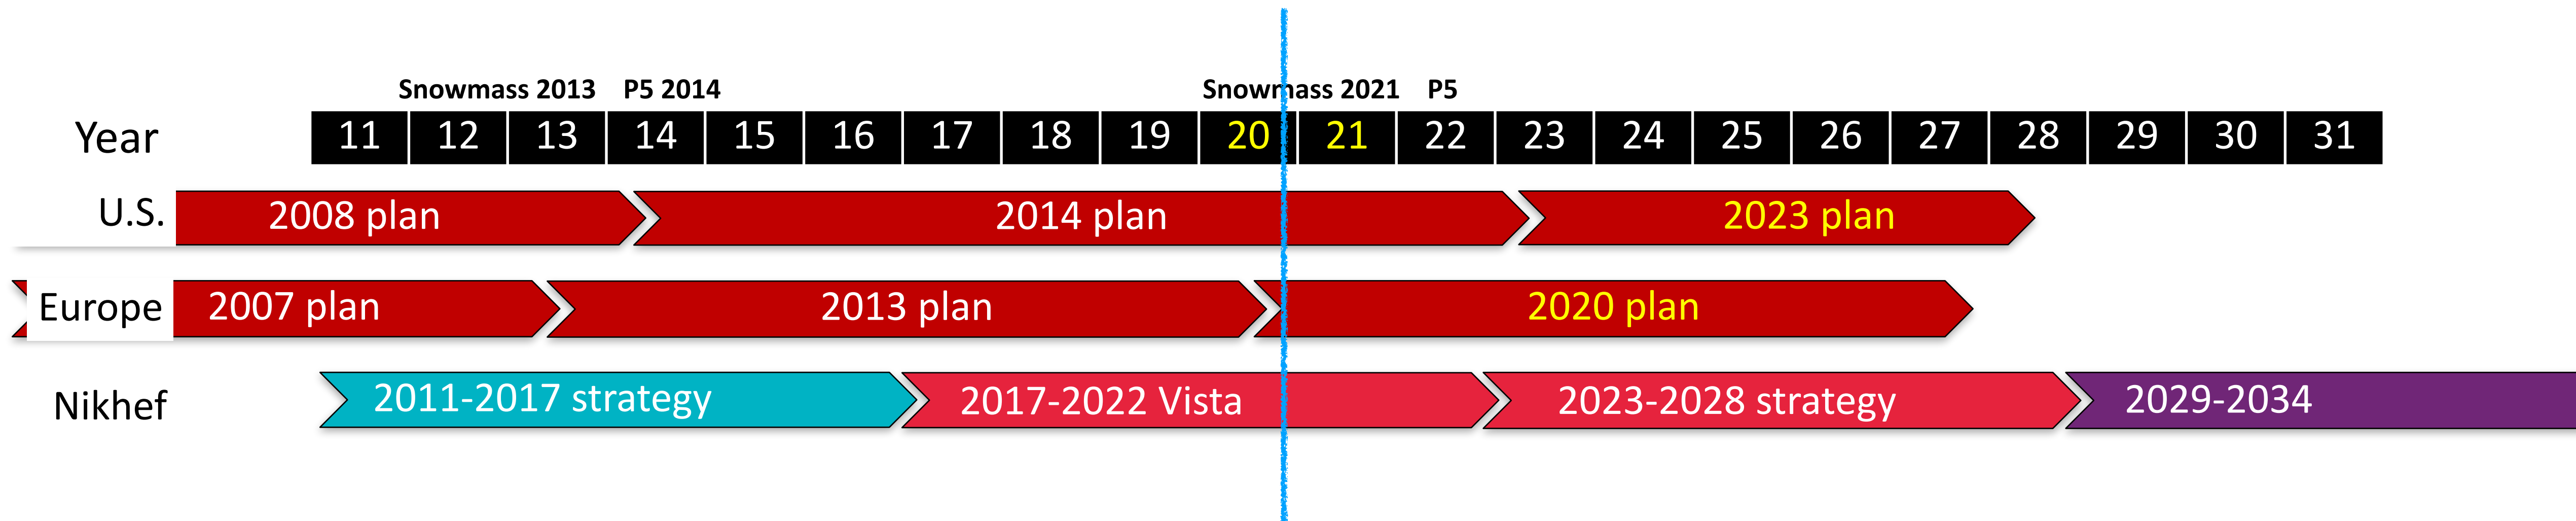 Snowmass 2013 P5 2014 Snowmass 2021 P5
Year 11 12 13 14 15 16 17 18 19 20 21 22 23 24 25 26 27 28 29 30 31
U.S. 2008 plan 2014 plan 2023 plan
Europe 2007 plan 2013 plan 2020 plan
Nikhef 2011-2017 strategy 2017-2022 Vista 2023-2028 strategy 2029-2034